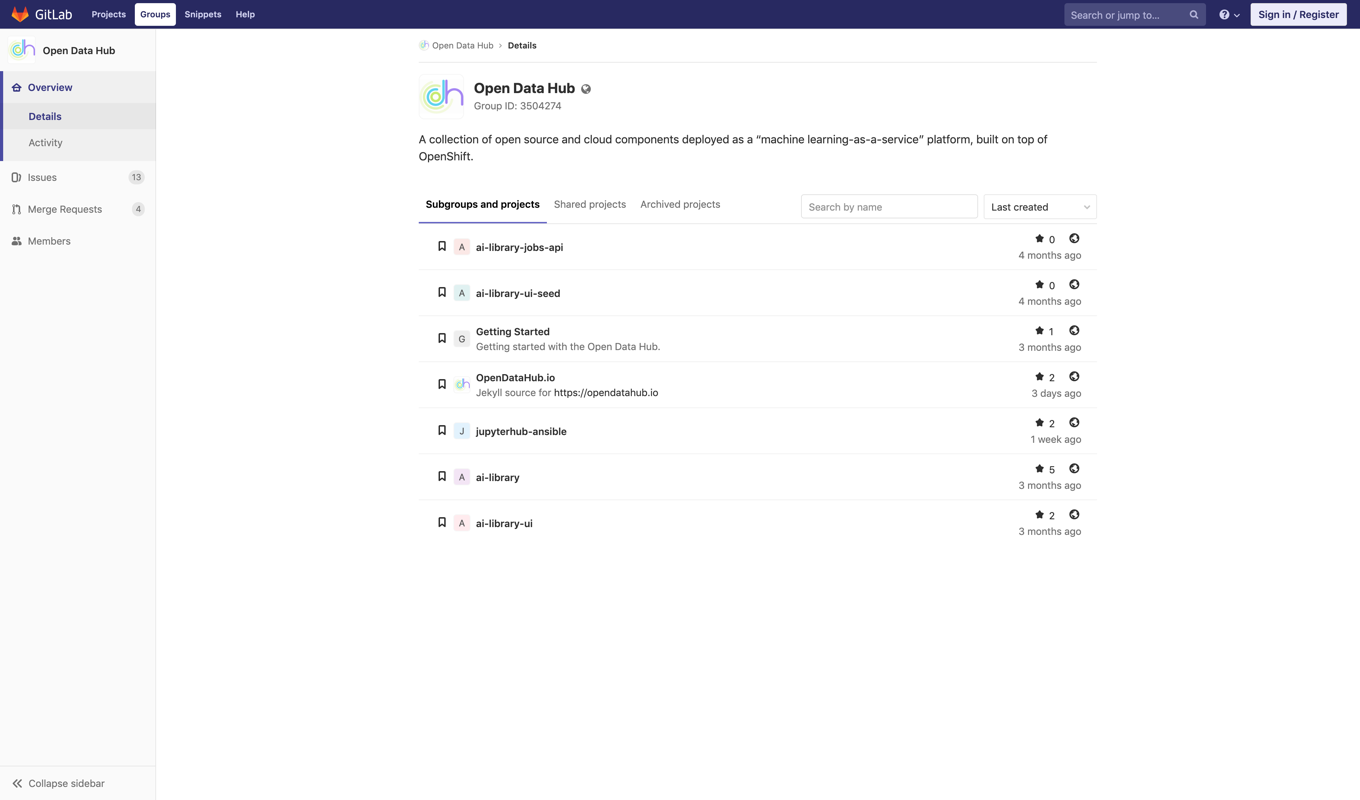 GitLab Projects Groups Snippets Help Search or jump to... Sign in / Register
Open Data Hub
Overview
Details
Activity
Issues 13
Merge Requests 4
Members
Collapse sidebar
Open Data Hub › Details
Open Data Hub
Group ID: 3504274
A collection of open source and cloud components deployed as a “machine learning-as-a-service” platform, built on top of
OpenShift.
Subgroups and projects Shared projects Archived projects Search by name Last created
A ai-library-jobs-api 0
4 months ago
A ai-library-ui-seed 0
4 months ago
G Getting Started 1
Getting started with the Open Data Hub. 3 months ago
OpenDataHub.io 2
Jekyll source for https://opendatahub.io 3 days ago
J jupyterhub-ansible 2
1 week ago
A ai-library 5
3 months ago
A ai-library-ui 2
3 months ago